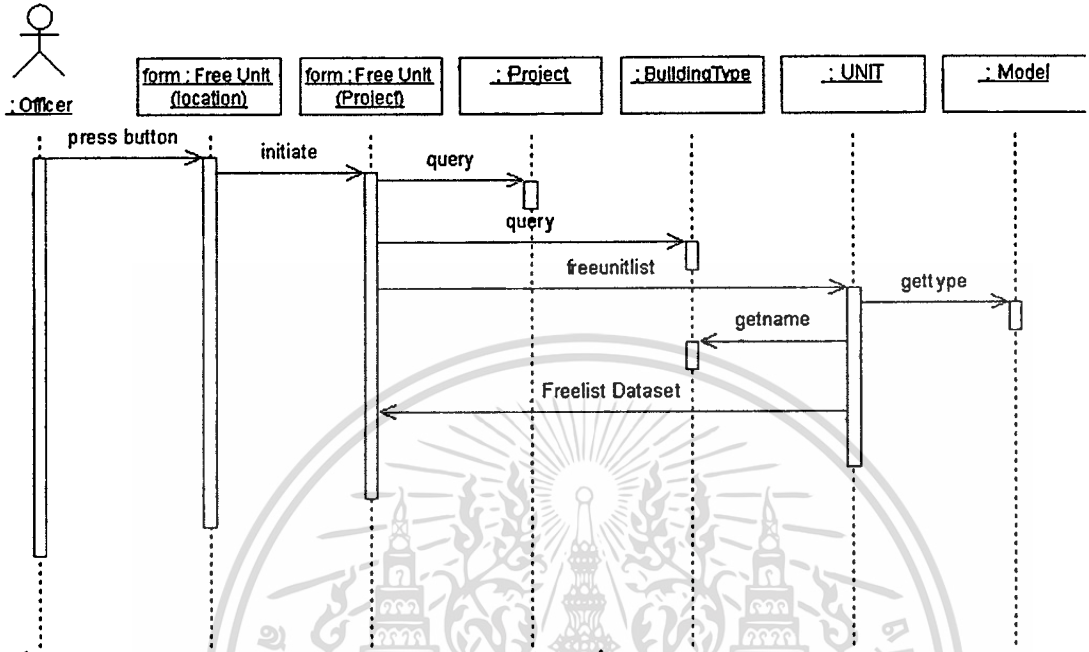 : Officer
form : Free Unit
(location)
form : Free Unit
(Project)
: Project
: BuildingType
: UNIT
: Model
press button
initiate
query
query
freeunitlist
gettype
getname
Freelist Dataset